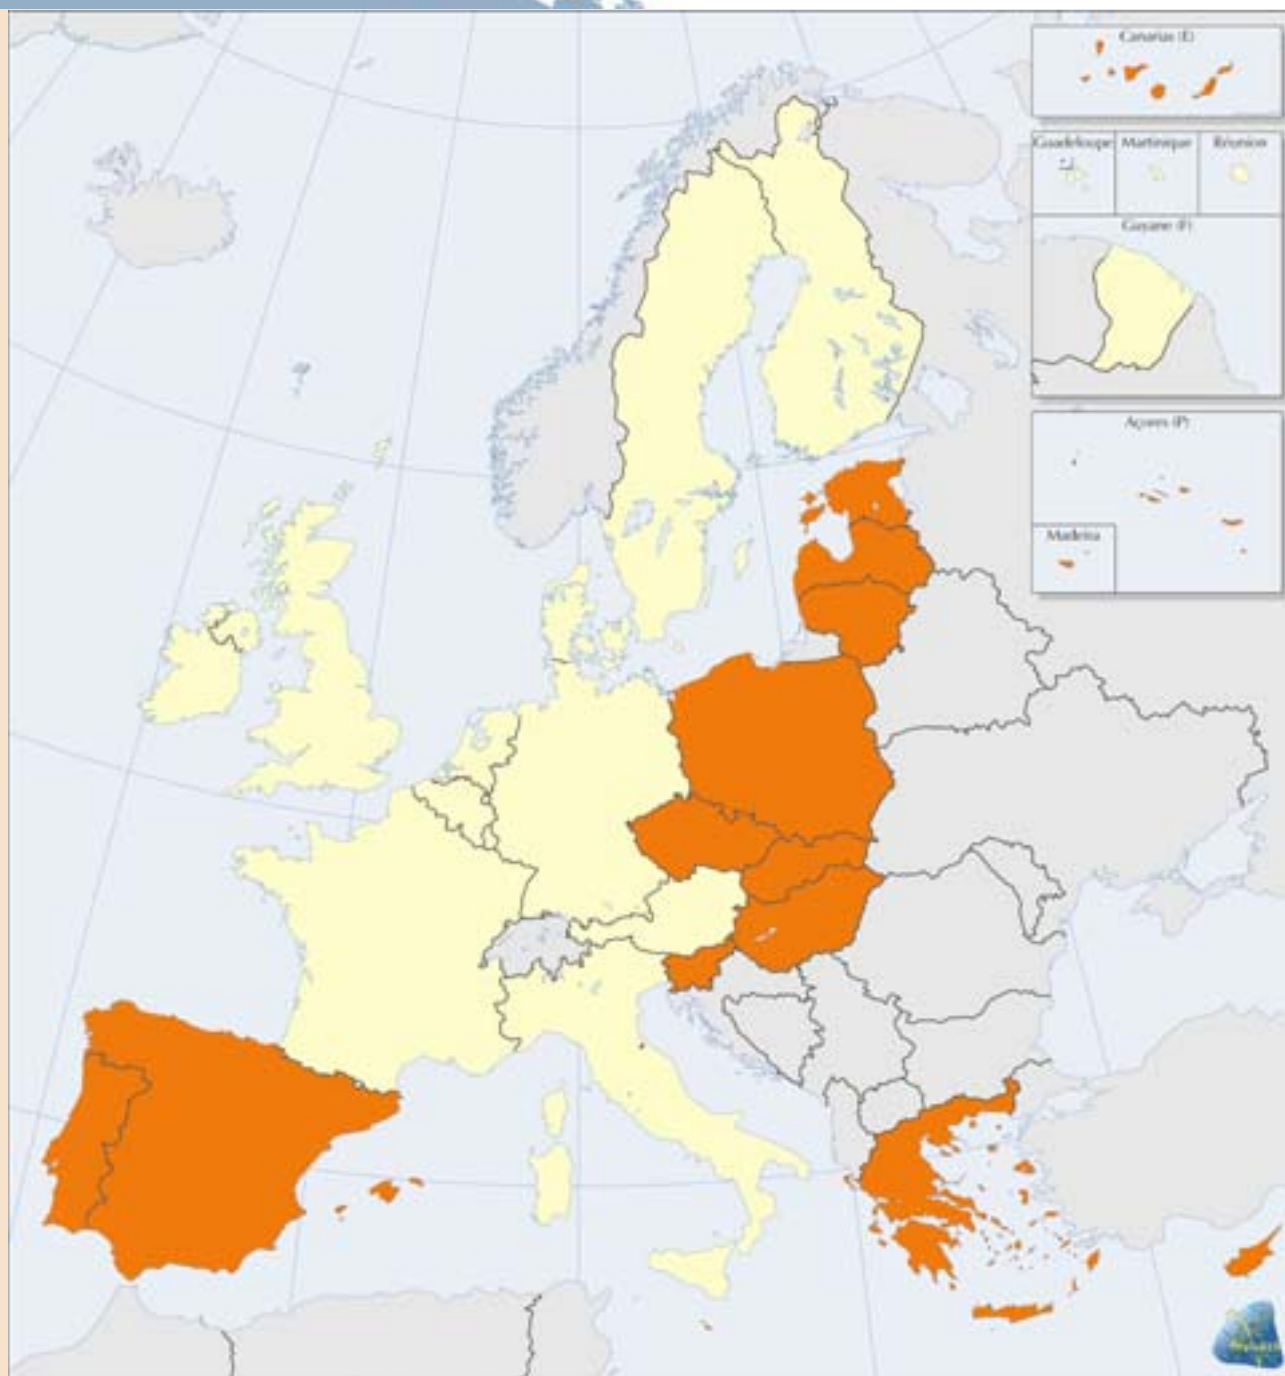 Canarias (E)
Guadeloupe
Martinique
Réunion
Guyane (F)
Açores (P)
Madeira